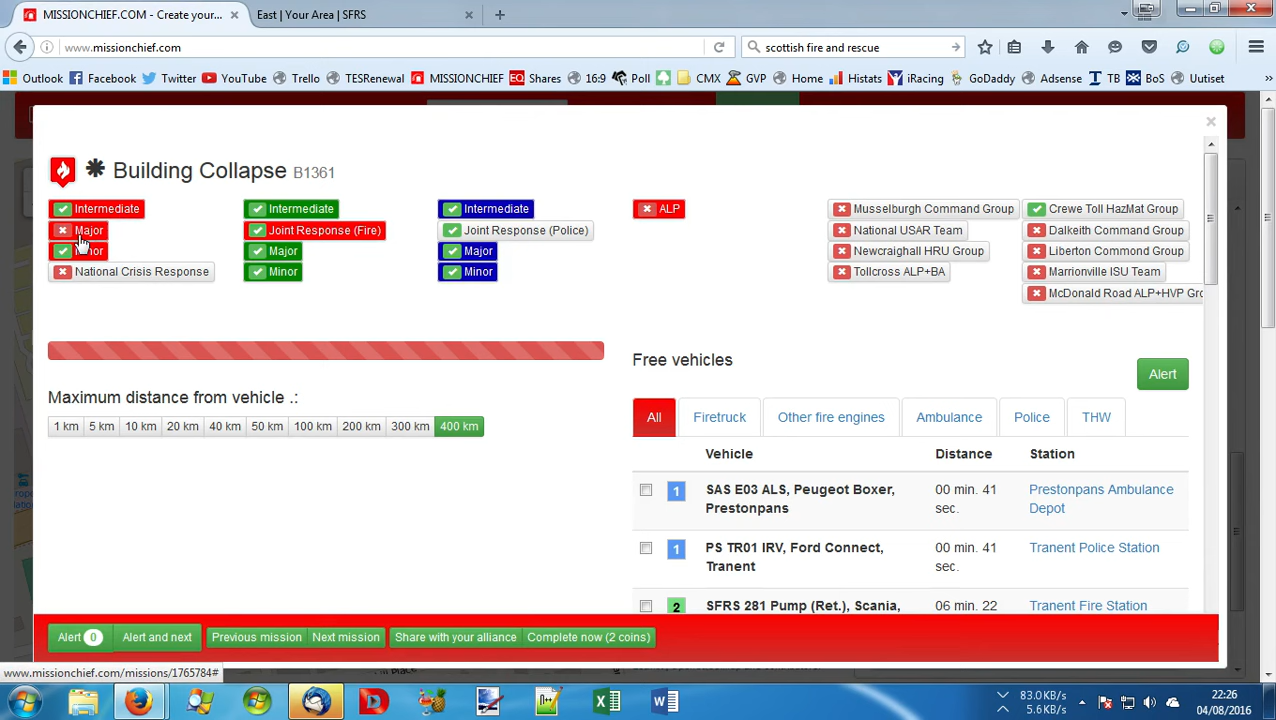 MISSIONCHIEF.COM - Create your... ×
East | Your Area | SFRS ×
www.missionchief.com
scottish fire and rescue
Outlook Facebook Twitter YouTube Trello TESRenewal MISSIONCHIEF EQ Shares 16:9 Poll CMX GVP Home Histats iRacing GoDaddy Adsense TB BoS Uutiset »
×
Building Collapse B1361
Intermediate Intermediate Intermediate ALP Musselburgh Command Group Crewe Toll HazMat Group
Major Joint Response (Fire) Joint Response (Police) National USAR Team Dalkeith Command Group
Minor Major Major Newcraighall HRU Group Liberton Commond Group
National Crisis Response Minor Minor Tollcross ALP+BA Marrionville ISU Team
McDonald Road ALP+HVP Gro
Free vehicles
Alert
Maximum distance from vehicle .:
1 km 5 km 10 km 20 km 40 km 50 km 100 km 200 km 300 km 400 km
All Firetruck Other fire engines Ambulance Police THW
Vehicle Distance Station
1 SAS E03 ALS, Peugeot Boxer, Prestonpans 00 min. 41 sec. Prestonpans Ambulance Depot
1 PS TR01 IRV, Ford Connect, Tranent 00 min. 41 sec. Tranent Police Station
2 SFRS 281 Pump (Ret.), Scania, 06 min. 22 Tranent Fire Station
Alert 0 Alert and next Previous mission Next mission Share with your alliance Complete now (2 coins)
www.missionchief.com/missions/1765784#
83.0KB/s
5.6KB/s
22:26
04/08/2016